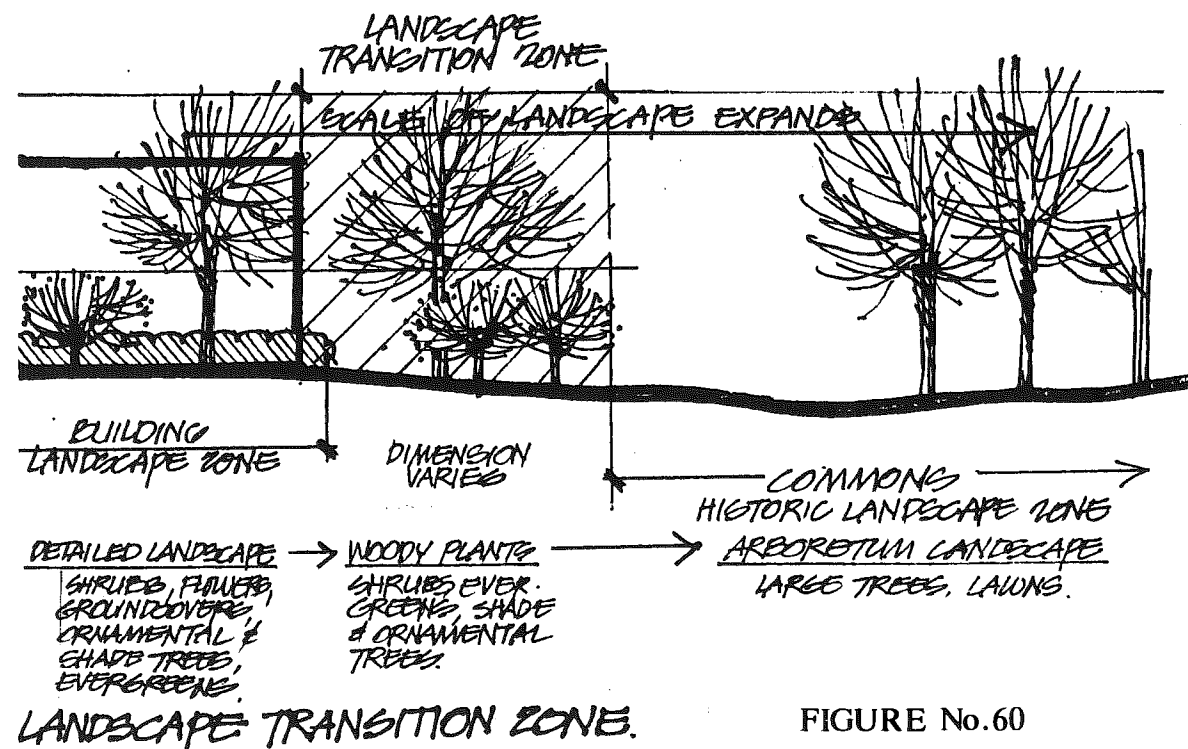 LANDSCAPE
TRANSITION ZONE
SCALE OF LANDSCAPE EXPANDS
BUILDING
LANDSCAPE ZONE
DIMENSION
VARIES
COMMONS
HISTORIC LANDSCAPE ZONE
DETAILED LANDSCAPE
SHRUBS, FLOWERS,
GROUNDCOVERS,
ORNAMENTAL &
SHADE TREES,
EVERGREENS.
WOODY PLANTS
SHRUBS EVER-
GREENS, SHADE
& ORNAMENTAL
TREES.
ARBORETUM LANDSCAPE
LARGE TREES, LAWNS.
LANDSCAPE TRANSITION ZONE.
FIGURE No.60